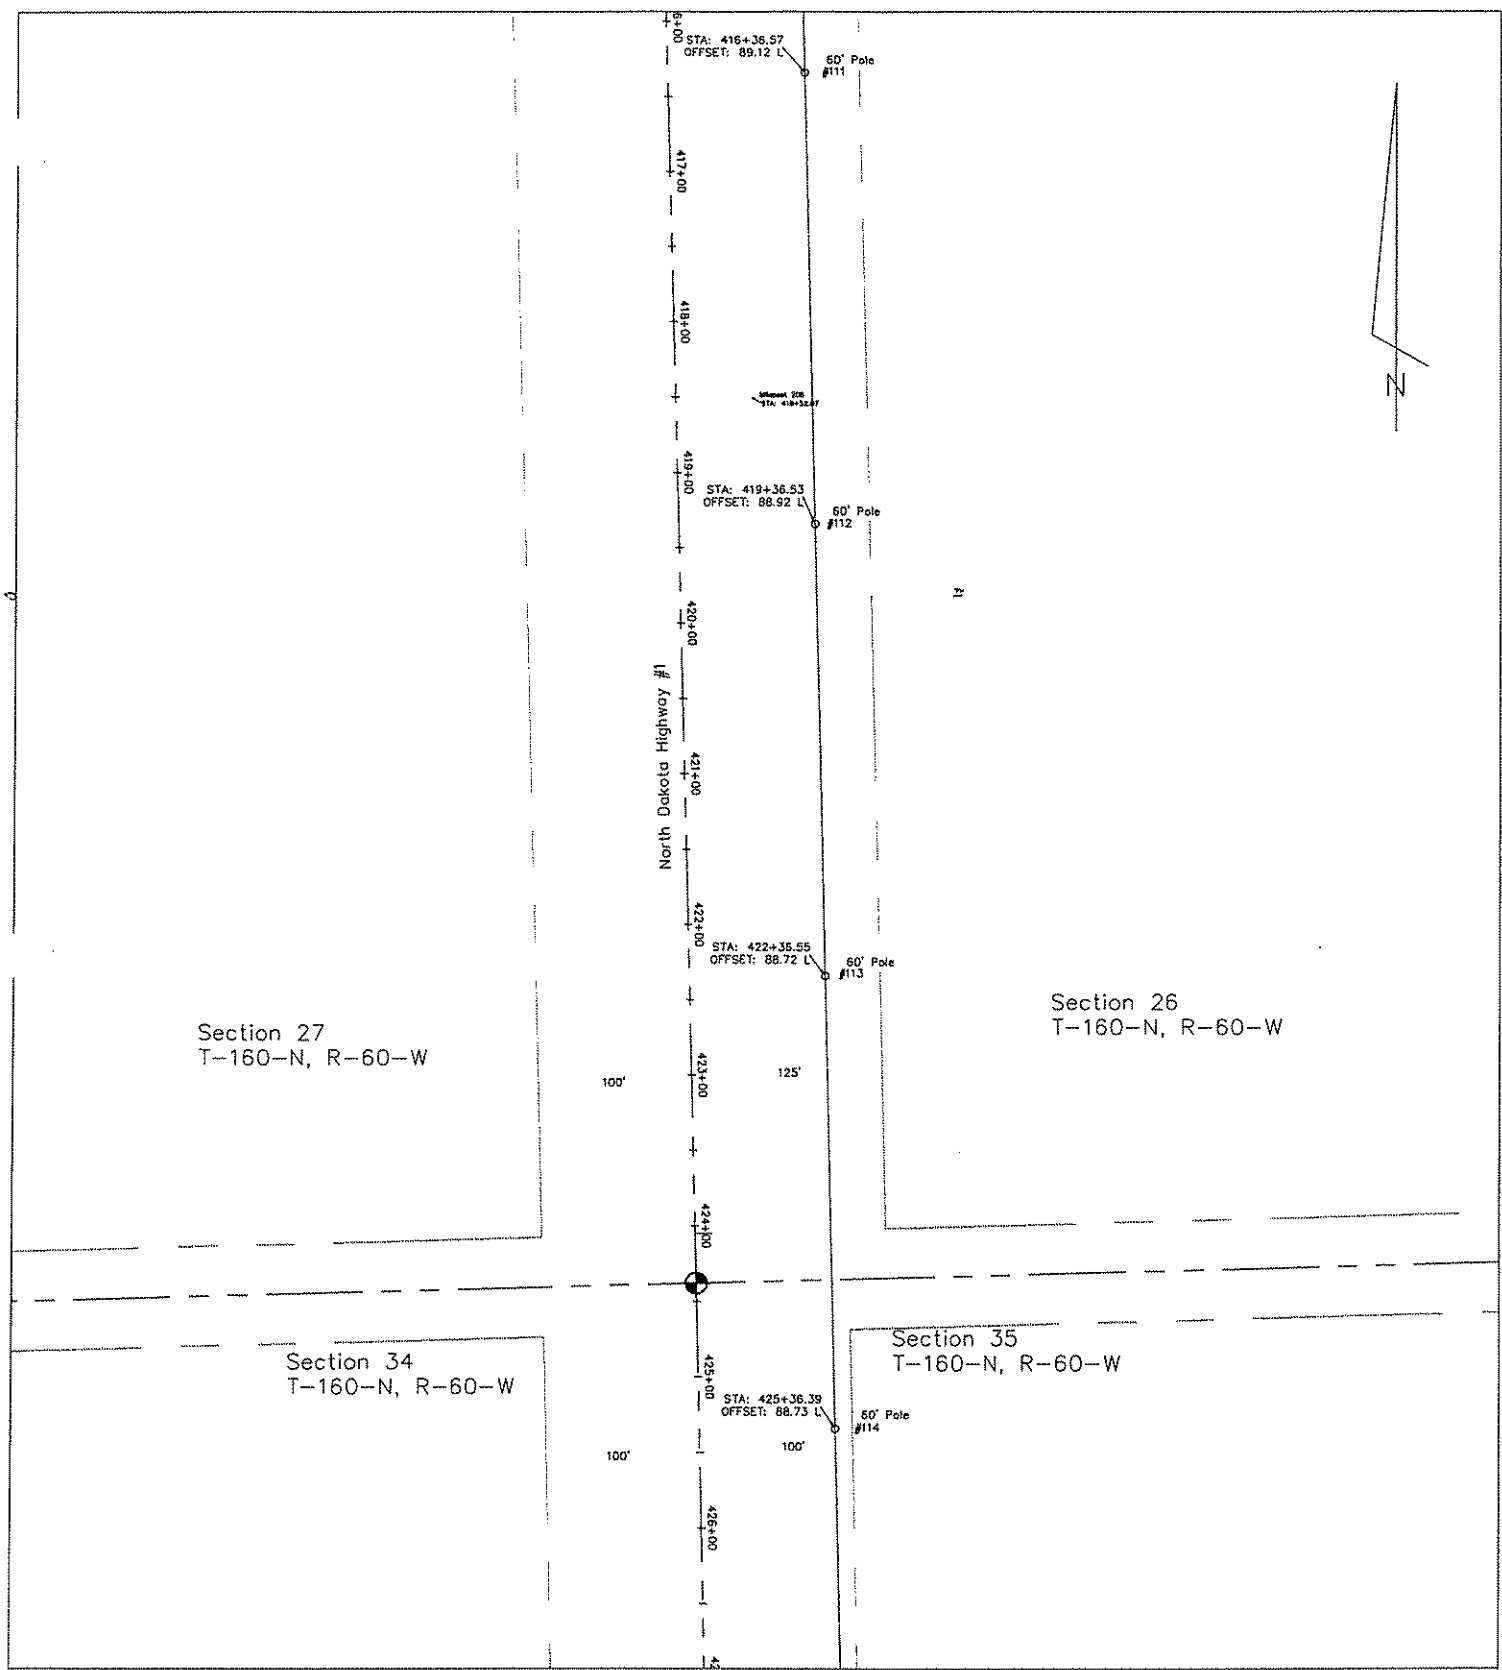 6+00
STA: 416+36.57
OFFSET: 89.12 L
60' Pole
#111
417+00
418+00
N
STA: 419+36.53
OFFSET: 88.92 L
60' Pole
#112
419+00
420+00
North Dakota Highway #1
421+00
422+00
STA: 422+36.55
OFFSET: 88.72 L
60' Pole
#113
Section 27
T-160-N, R-60-W
Section 26
T-160-N, R-60-W
100'
423+00
125'
424+00
Section 34
T-160-N, R-60-W
Section 35
T-160-N, R-60-W
425+00
STA: 425+36.39
OFFSET: 88.73 L
60' Pole
#114
100'
100'
426+00
42